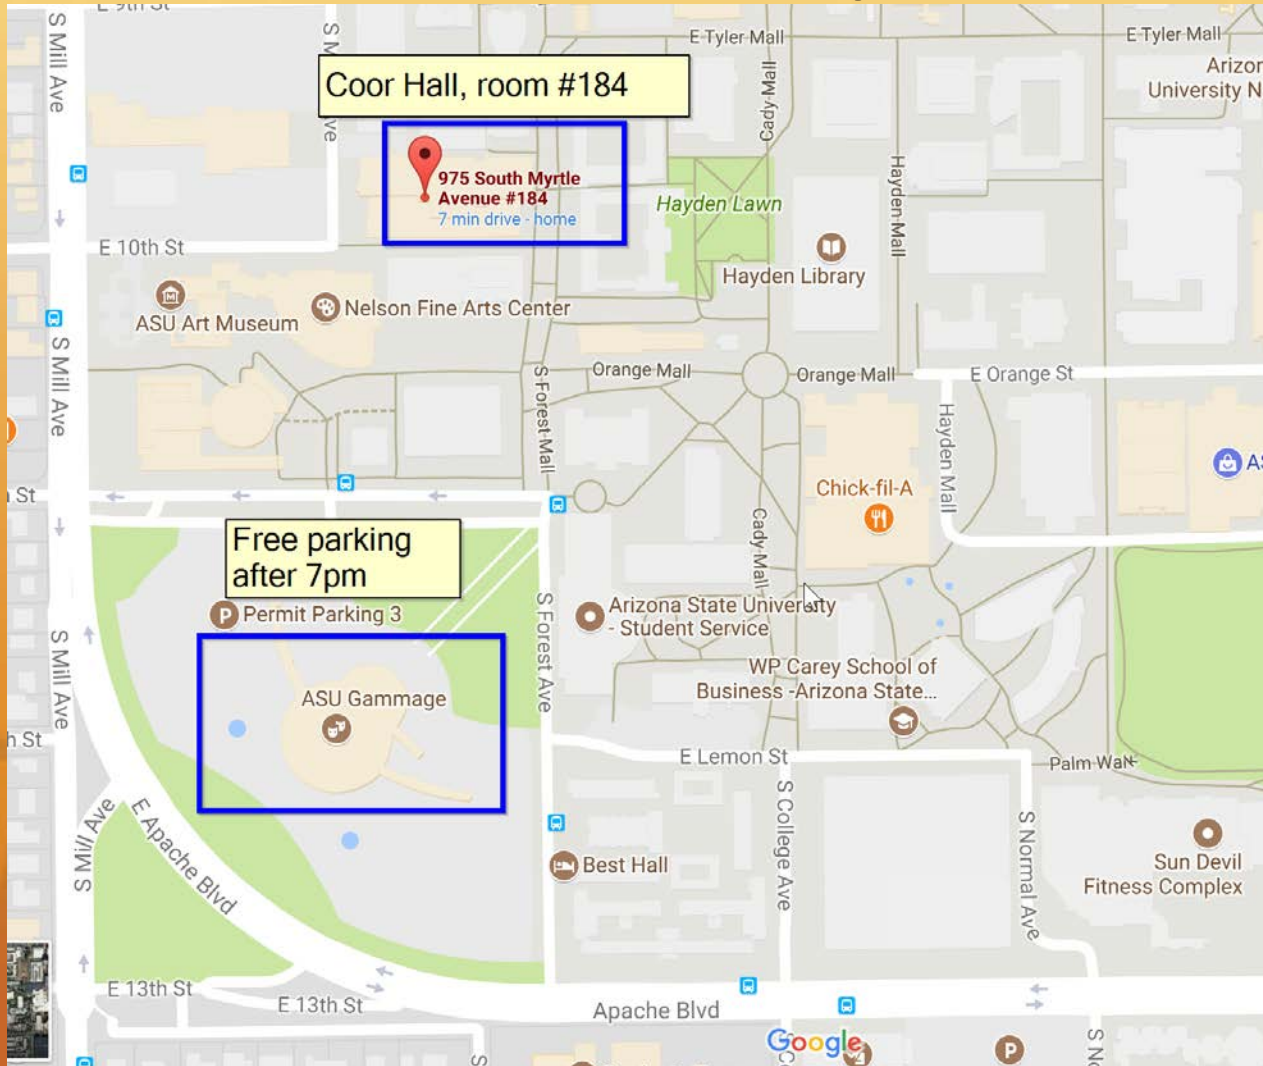 E 9th St
S Mill Ave
E Tyler Mall
E Tyler Mall
Coor Hall, room #184
Cady Mall
University N
975 South Myrtle
Avenue #184
7 min drive - home
Hayden Lawn
Hayden Mall
E 10th St
Hayden Library
ASU Art Museum
Nelson Fine Arts Center
S Mill Ave
S Forest Mall
Orange Mall
Orange Mall
E Orange St
Hayden Mall
St
Chick-fil-A
Free parking
after 7pm
Cady Mall
Permit Parking 3
S Forest Ave
Arizona State University
- Student Service
S Mill Ave
WP Carey School of
Business -Arizona State...
ASU Gammage
h St
E Lemon St
Palm Walk
S Mill Ave
E Apache Blvd
S College Ave
S Normal Ave
Best Hall
Sun Devil
Fitness Complex
E 13th St
E 13th St
Apache Blvd
Google